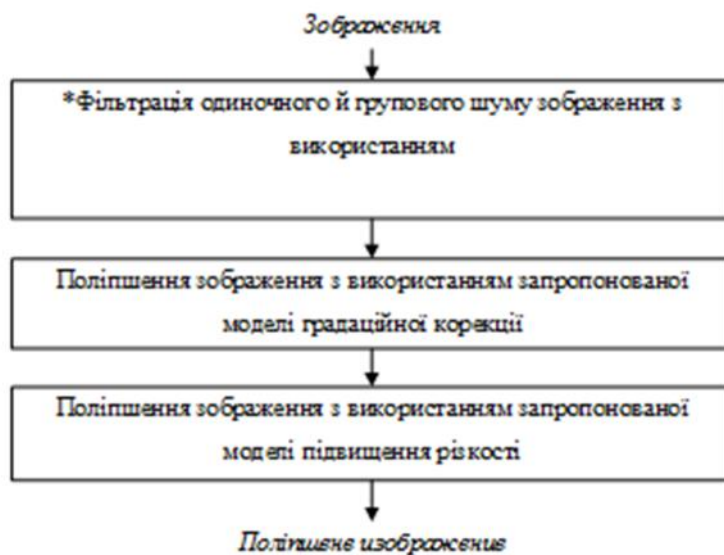 Зображення
*Фільтрація одиночного й групового шуму зображення з
використанням
Поліпшення зображення з використанням запропонованої
моделі градаційної корекції
Поліпшення зображення з використанням запропонованої
моделі підвищення різкості
Поліпшене изображение